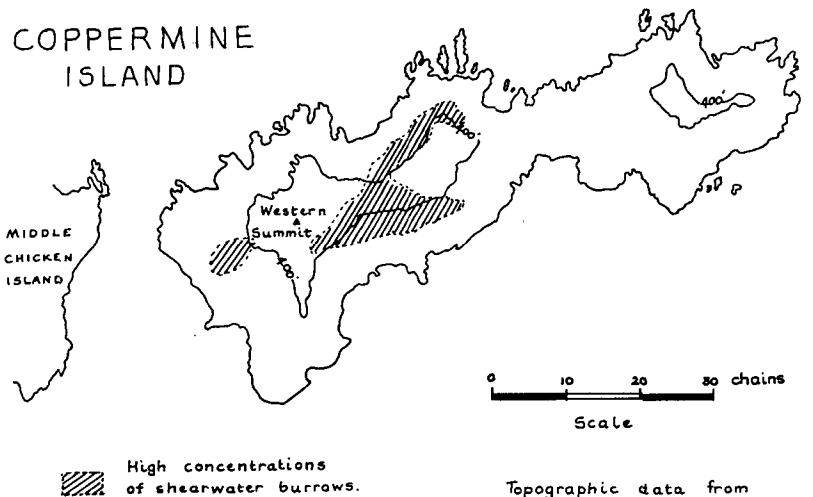 COPPERMINE
ISLAND
400'
400'
Western
Summit.
400'
MIDDLE
CHICKEN
ISLAND
0 10 20 30 chains
Scale
High concentrations
of shearwater burrows.
Topographic data from